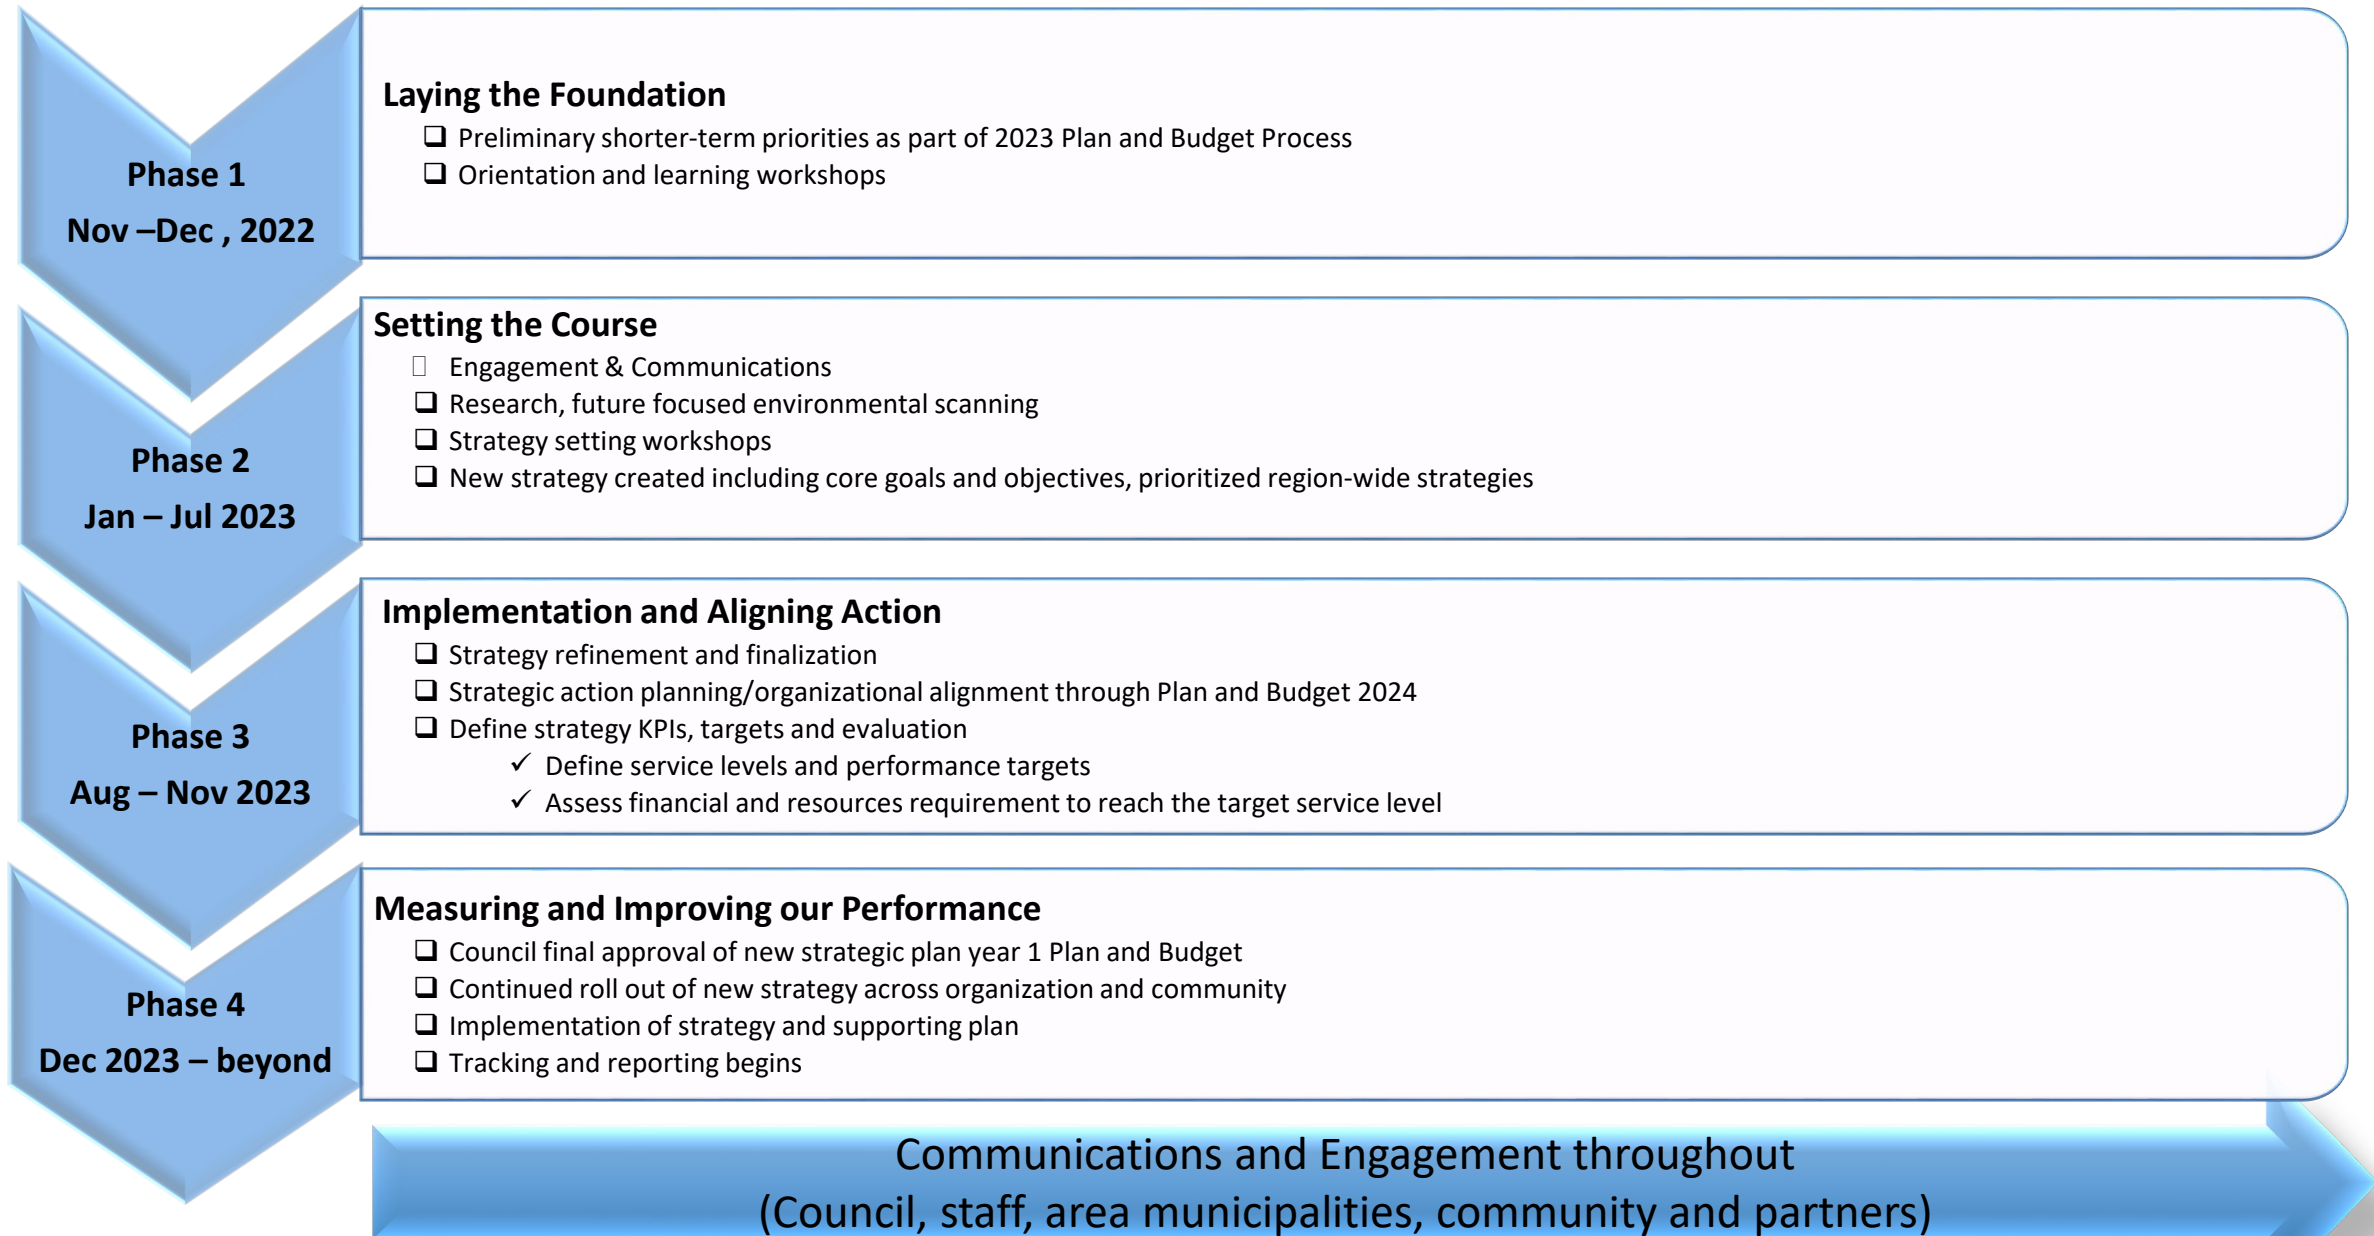 Phase 1
Nov –Dec , 2022
Laying the Foundation
❑ Preliminary shorter-term priorities as part of 2023 Plan and Budget Process
❑ Orientation and learning workshops
Phase 2
Jan – Jul 2023
Setting the Course
Engagement & Communications
❑ Research, future focused environmental scanning
❑ Strategy setting workshops
❑ New strategy created including core goals and objectives, prioritized region-wide strategies
Phase 3
Aug – Nov 2023
Implementation and Aligning Action
❑ Strategy refinement and finalization
❑ Strategic action planning/organizational alignment through Plan and Budget 2024
❑ Define strategy KPIs, targets and evaluation
✓ Define service levels and performance targets
✓ Assess financial and resources requirement to reach the target service level
Phase 4
Dec 2023 – beyond
Measuring and Improving our Performance
❑ Council final approval of new strategic plan year 1 Plan and Budget
❑ Continued roll out of new strategy across organization and community
❑ Implementation of strategy and supporting plan
❑ Tracking and reporting begins
Communications and Engagement throughout
(Council, staff, area municipalities, community and partners)